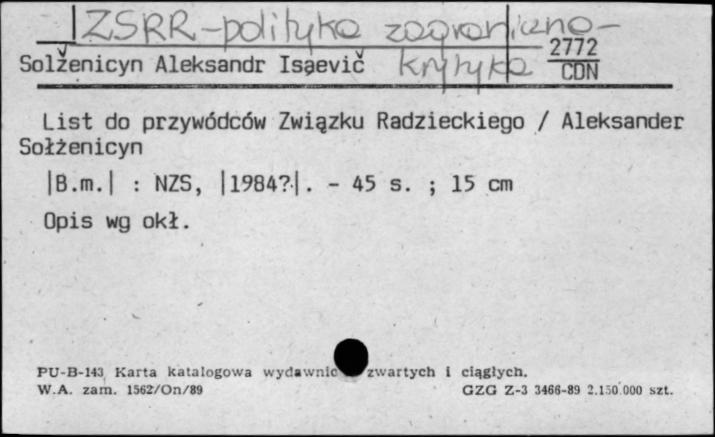 ZSRR - polityka zagraniczna -
krytyka
2772
CDN
Solženicyn Aleksandr Isaevič
List do przywódców Związku Radzieckiego / Aleksander
Sołżenicyn
|B.m.| : NZS, |1984?|. - 45 s. ; 15 cm
Opis wg okł.
PU-B-143 Karta katalogowa wydawnic zwartych i ciągłych.
W.A. zam. 1562/On/89
GZG Z-3 3466-89 2.150.000 szt.